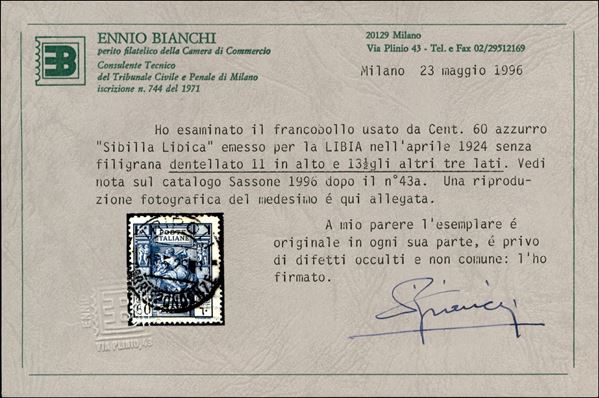 EB
ENNIO BIANCHI
perito filatelico della Camera di Commercio
Consulente Tecnico
del Tribunale Civile e Penale di Milano
iscrizione n. 744 del 1971
20129 Milano
Via Plinio 43 - Tel. e Fax 02/29512169
Milano 23 maggio 1996
Ho esaminato il francobollo usato da Cent. 60 azzurro
"Sibilla Libica" emesso per la LIBIA nell'aprile 1924 senza
filigrana dentellato 11 in alto e 13½gli altri tre lati. Vedi
nota sul catalogo Sassone 1996 dopo il n°43a. Una riprodu-
zione fotografica del medesimo é qui allegata.
A mio parere l'esemplare é
originale in ogni sua parte, é privo
di difetti occulti e non comune: l'ho
firmato.
POSTE
ITALIANE
VIA PLINIO, 43